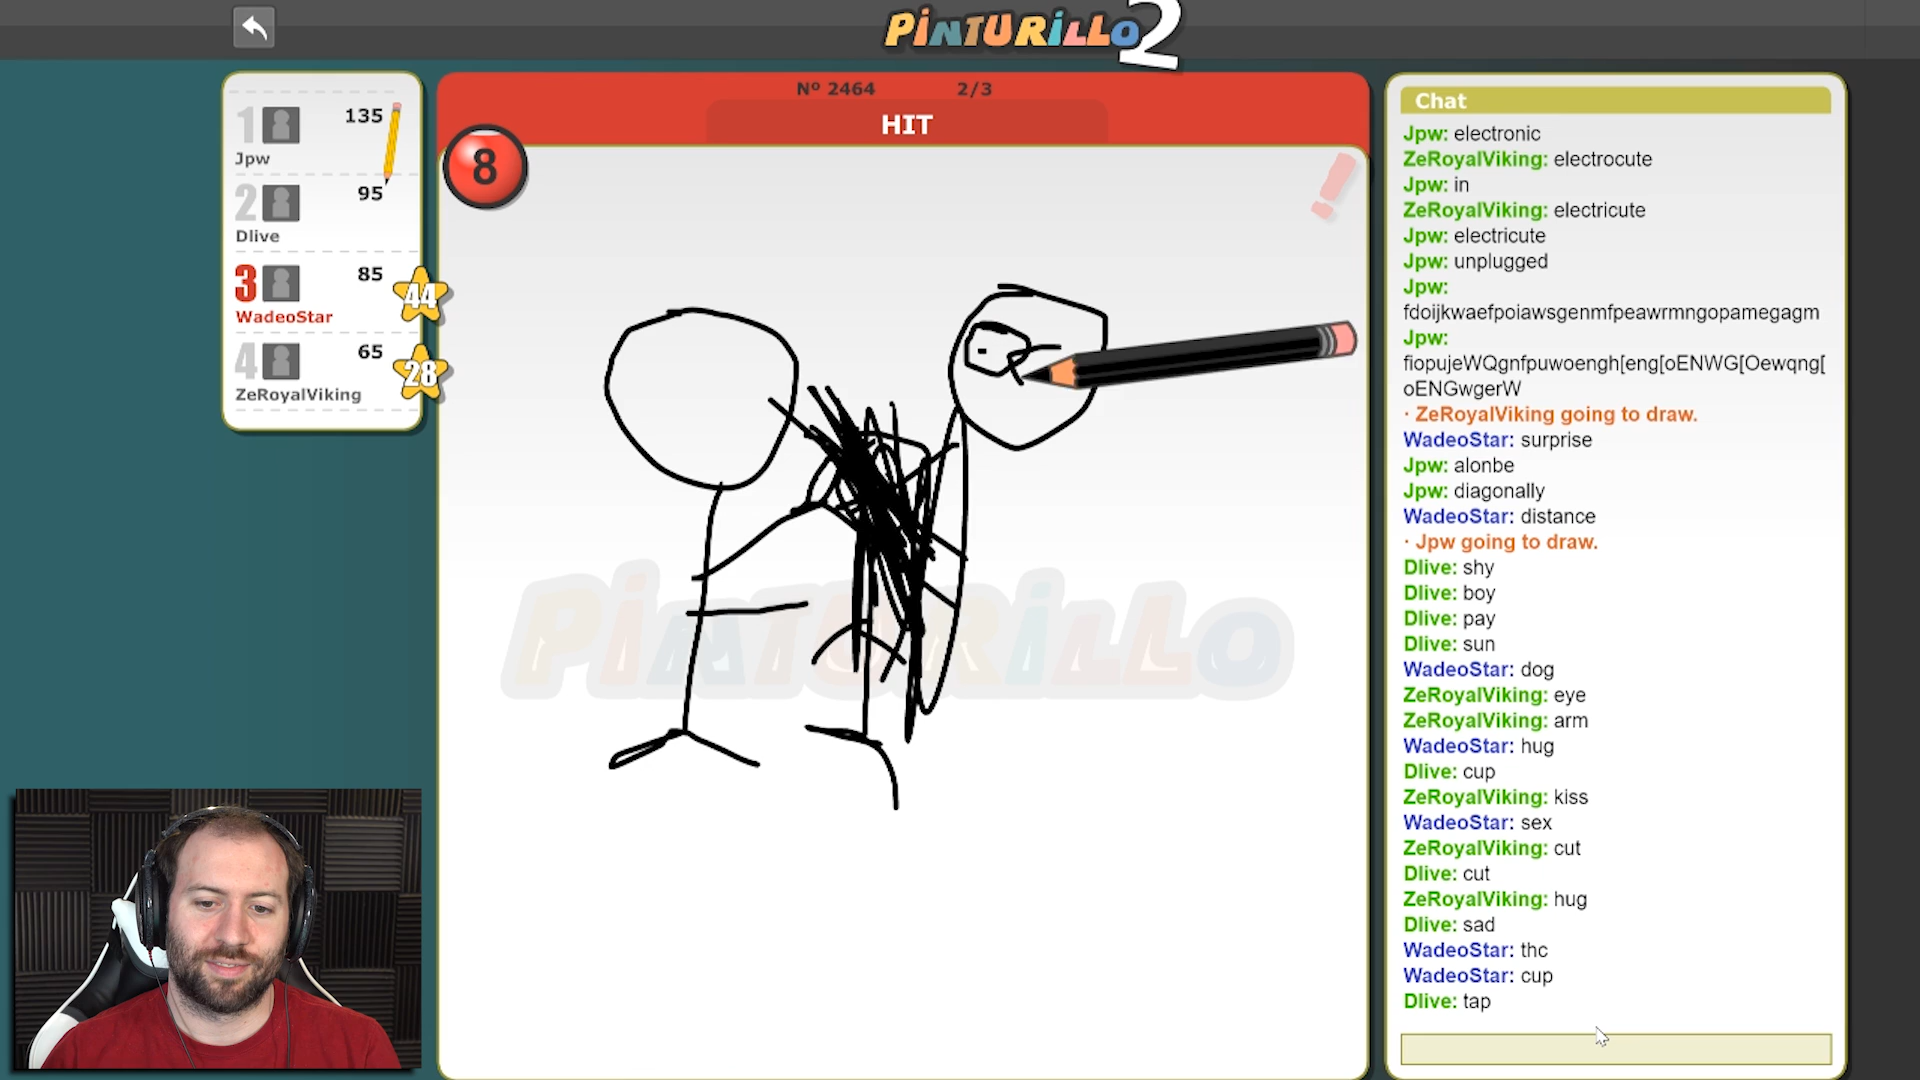 PINTURILLO 2
Nº 2464 2/3
HIT
8
1 135
Jpw
2 95
Dlive
3 85 44
WadeoStar
4 65 28
ZeRoyalViking
PINTURILLO
Chat
Jpw: electronic
ZeRoyalViking: electrocute
Jpw: in
ZeRoyalViking: electricute
Jpw: electricute
Jpw: unplugged
Jpw:
fdoijkwaefpoiawsgenmfpeawrmngopamegagm
Jpw:
fiopujeWQgnfpuwoengh[eng[oENWG[Oewqng[
oENGwgerW
· ZeRoyalViking going to draw.
WadeoStar: surprise
Jpw: alonbe
Jpw: diagonally
WadeoStar: distance
· Jpw going to draw.
Dlive: shy
Dlive: boy
Dlive: pay
Dlive: sun
WadeoStar: dog
ZeRoyalViking: eye
ZeRoyalViking: arm
WadeoStar: hug
Dlive: cup
ZeRoyalViking: kiss
WadeoStar: sex
ZeRoyalViking: cut
Dlive: cut
ZeRoyalViking: hug
Dlive: sad
WadeoStar: thc
WadeoStar: cup
Dlive: tap